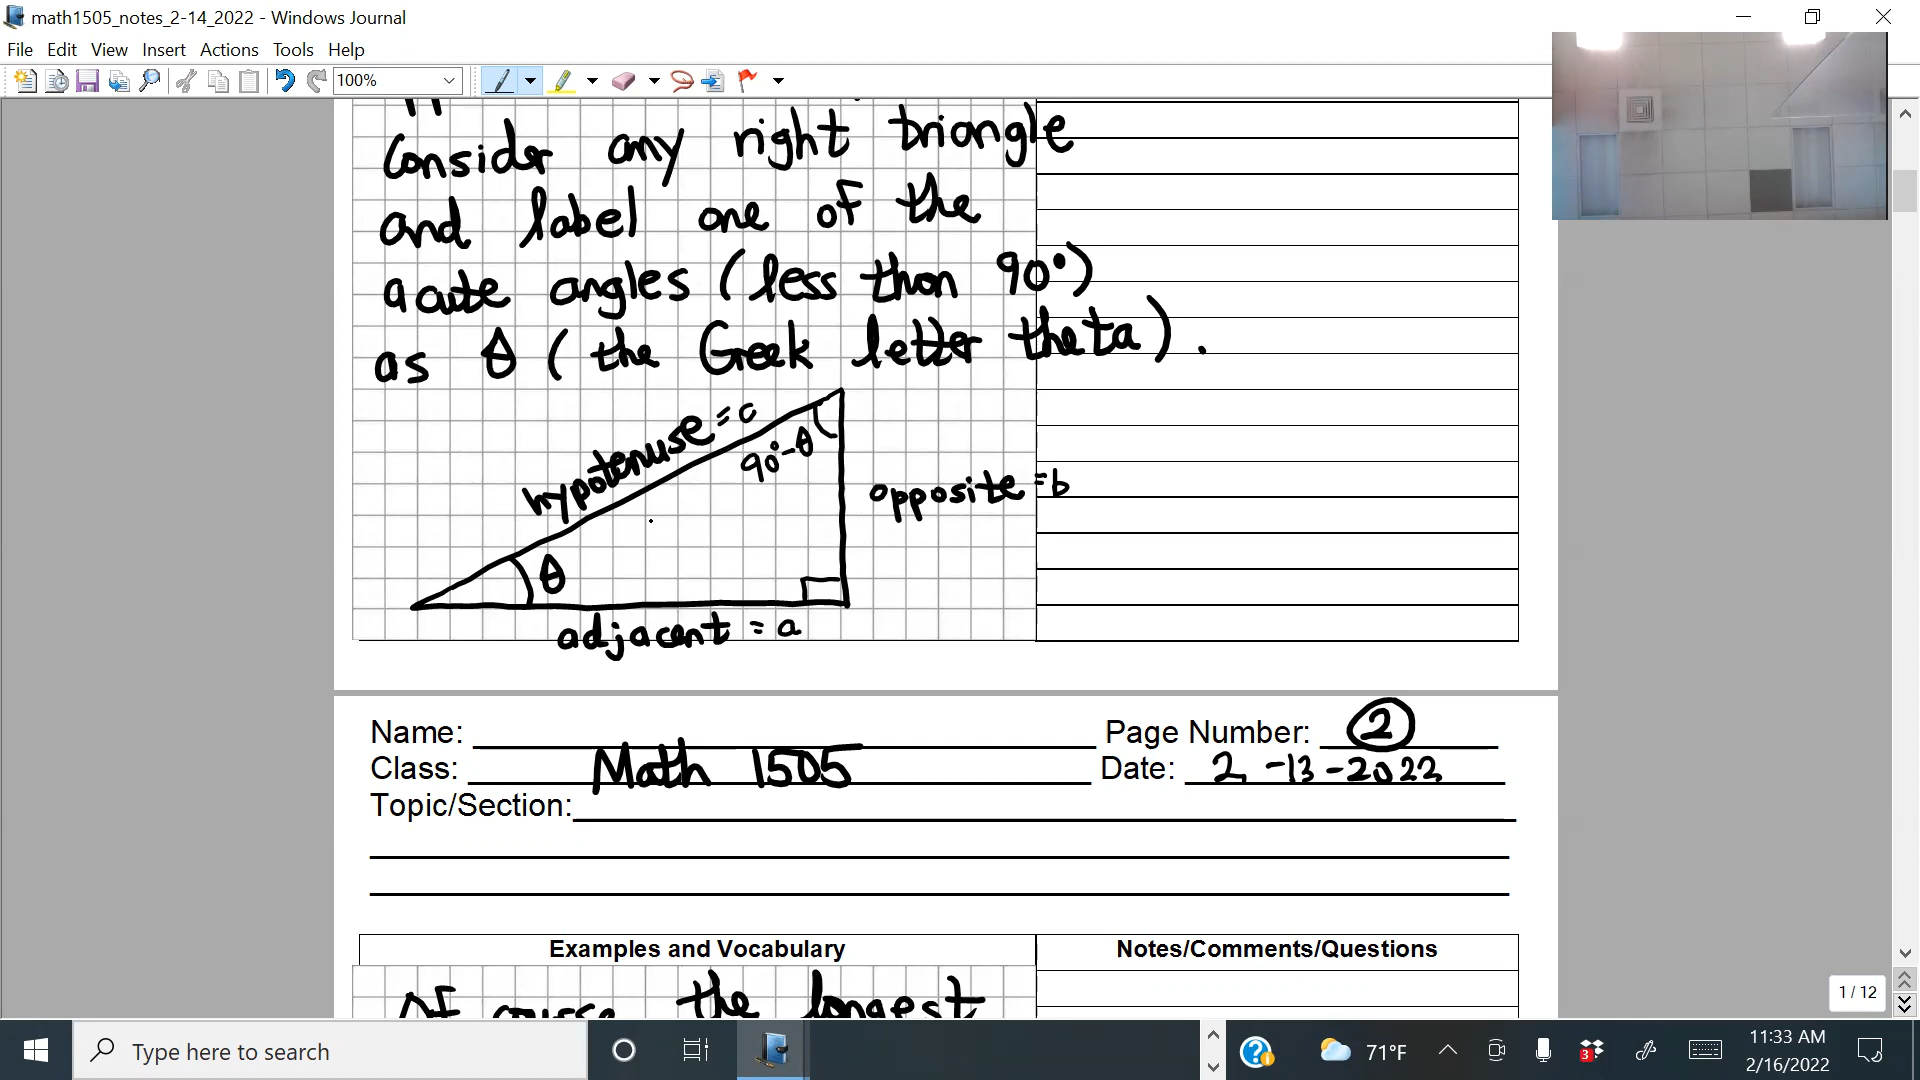 math1505_notes_2-14_2022 - Windows Journal
File Edit View Insert Actions Tools Help
100%
Consider any right triangle
and label one of the
acute angles (less than 90°)
as θ (the Greek letter theta).
hypotenuse = c
90°-θ
opposite = b
θ
adjacent = a
Name:
Page Number: 2
Class: Math 1505
Date: 2-13-2022
Topic/Section:
Examples and Vocabulary
Notes/Comments/Questions
Of course the longest
1 / 12
Type here to search
71°F
3
11:33 AM
2/16/2022